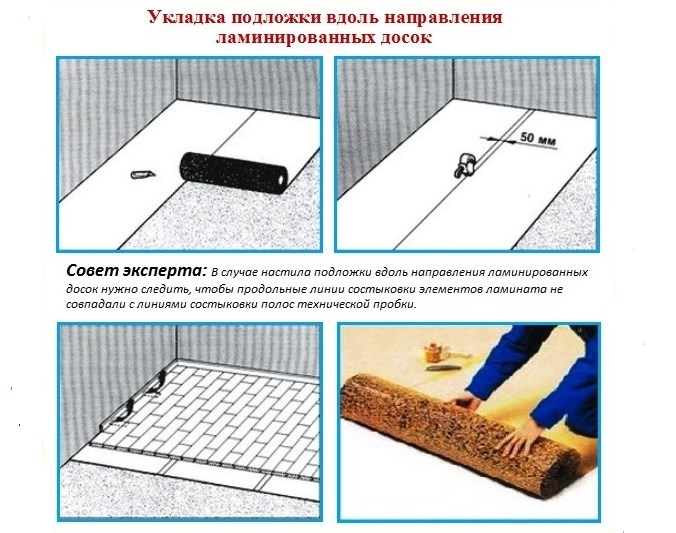 Укладка подложки вдоль направления
ламинированных досок
50 мм
Совет эксперта: В случае настила подложки вдоль направления ламинированных
досок нужно следить, чтобы продольные линии состыковки элементов ламината не
совпадали с линиями состыковки полос технической пробки.